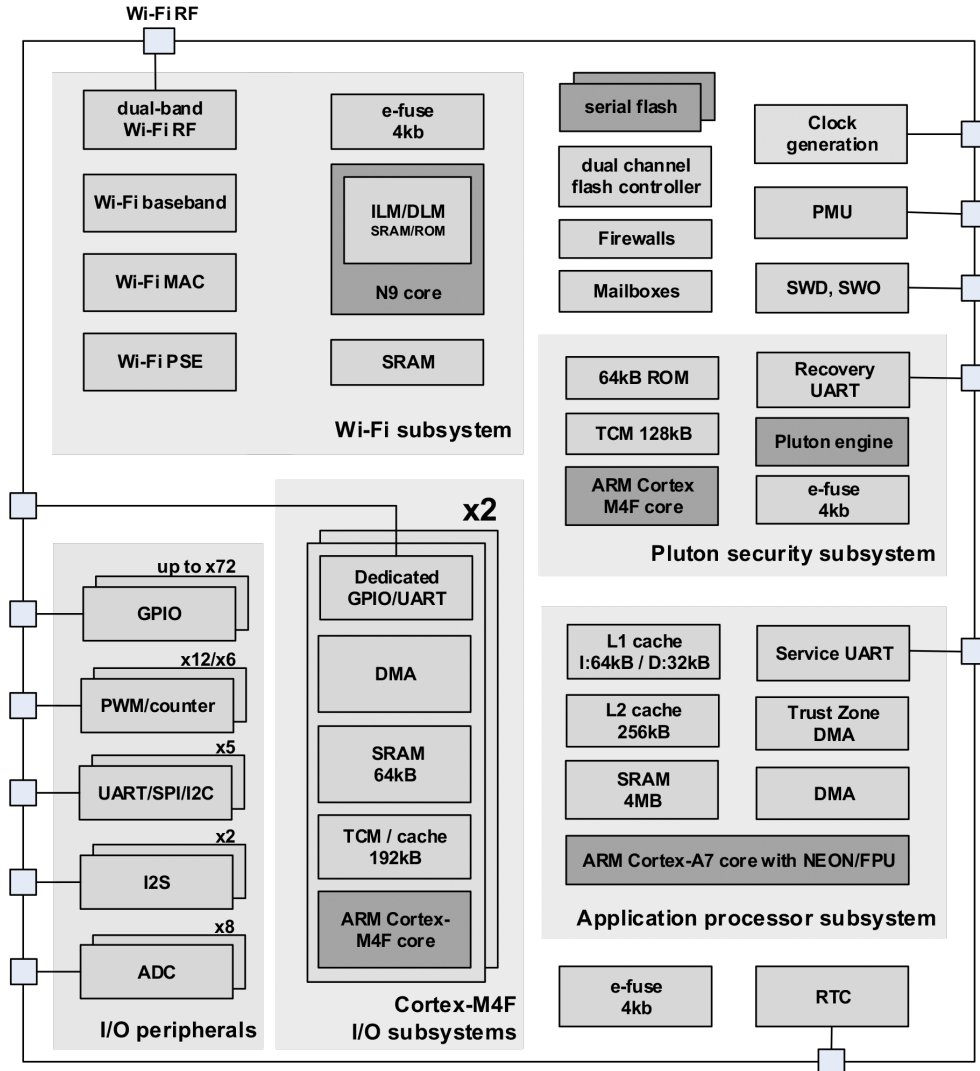 Wi-Fi RF
dual-band
Wi-Fi RF
Wi-Fi baseband
Wi-Fi MAC
Wi-Fi PSE
e-fuse
4kb
ILM/DLM
SRAM/ROM
N9 core
SRAM
Wi-Fi subsystem
serial flash
dual channel
flash controller
Firewalls
Mailboxes
Clock
generation
PMU
SWD, SWO
64kB ROM
TCM 128kB
ARM Cortex
M4F core
Recovery
UART
Pluton engine
e-fuse
4kb
Pluton security subsystem
up to x72
GPIO
x12/x6
PWM/counter
x5
UART/SPI/I2C
x2
I2S
x8
ADC
I/O peripherals
x2
Dedicated
GPIO/UART
DMA
SRAM
64kB
TCM / cache
192kB
ARM Cortex-
M4F core
Cortex-M4F
I/O subsystems
L1 cache
I:64kB / D:32kB
L2 cache
256kB
SRAM
4MB
Service UART
Trust Zone
DMA
DMA
ARM Cortex-A7 core with NEON/FPU
Application processor subsystem
e-fuse
4kb
RTC